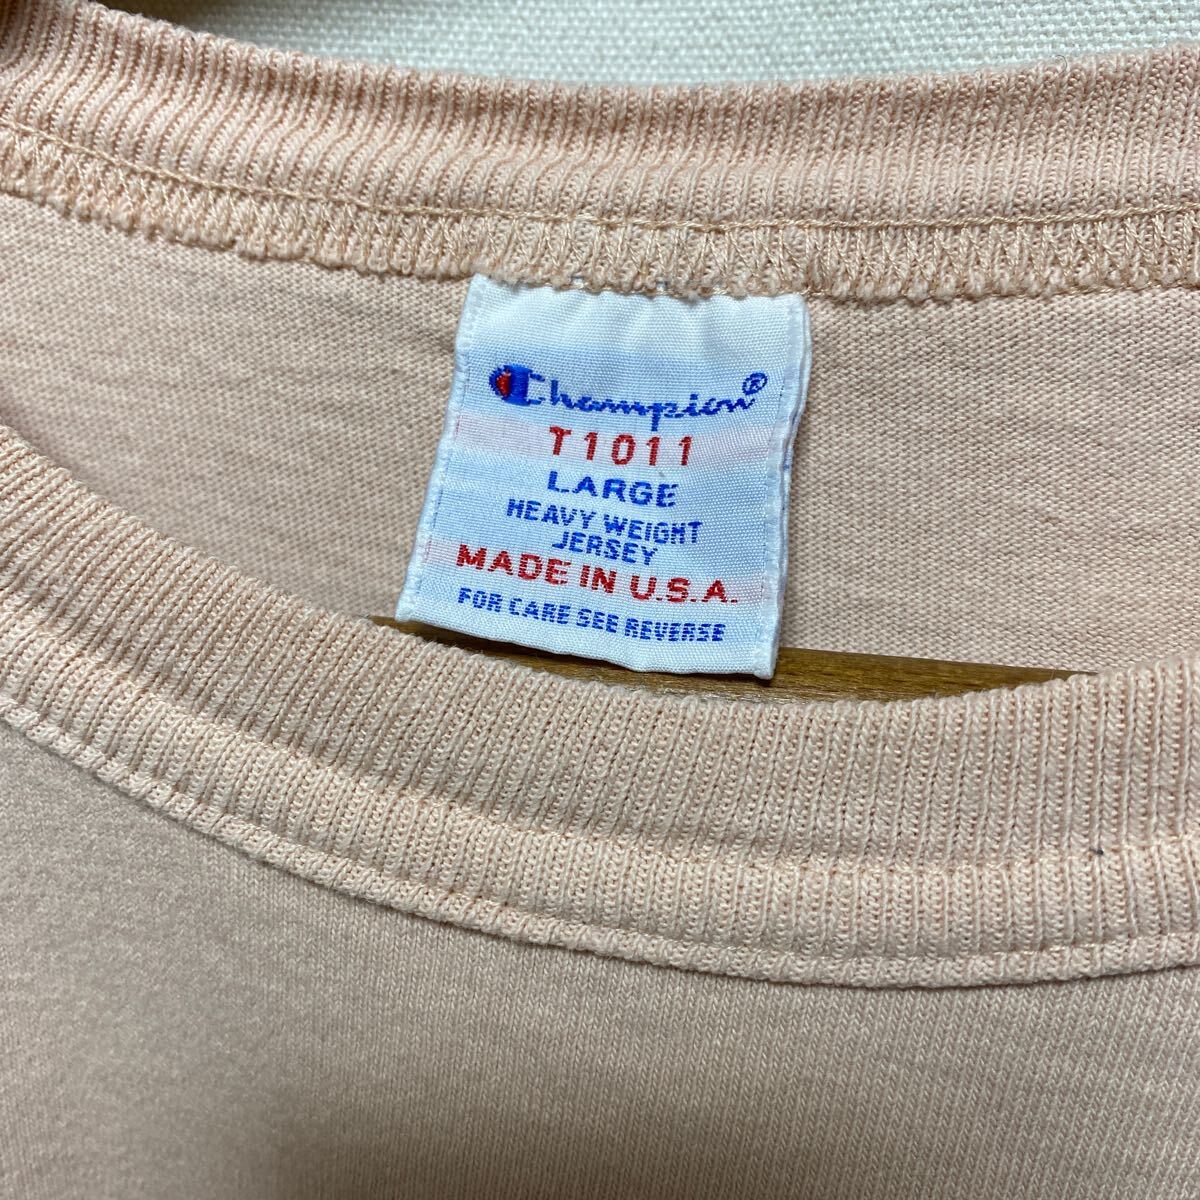 Champion®
T1011
LARGE
HEAVY WEIGHT
JERSEY
MADE IN U.S.A.
FOR CARE SEE REVERSE